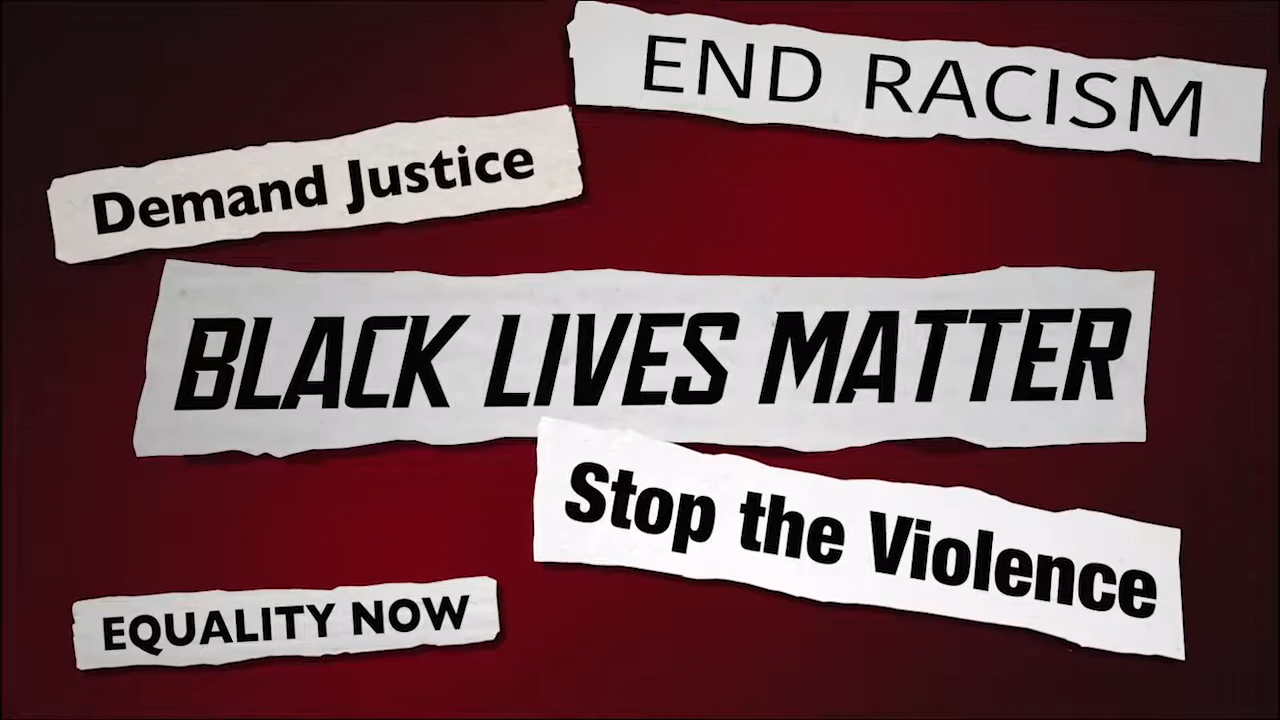 END RACISM
Demand Justice
BLACK LIVES MATTER
Stop the Violence
EQUALITY NOW